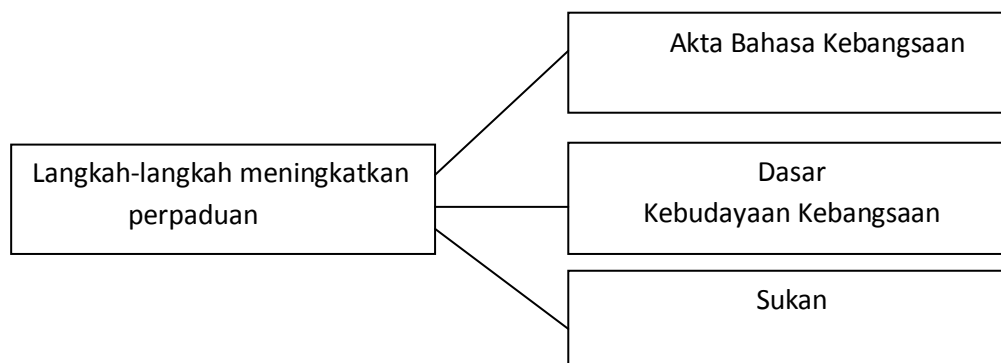 Akta Bahasa Kebangsaan
Langkah-langkah meningkatkan
perpaduan
Dasar
Kebudayaan Kebangsaan
Sukan